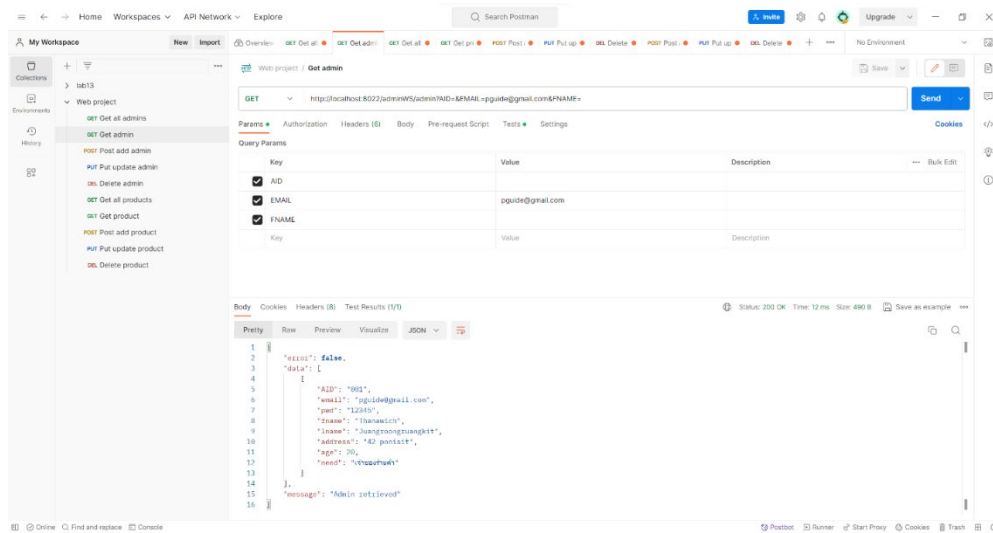 Home Workspaces API Network Explore
Search Postman
Invite
Upgrade
My Workspace
New Import
Overview GET Get all GET Get adm GET Get all GET Get pro POST Post a PUT Put up DEL Delete POST Post a PUT Put up DEL Delete
No Environment
Collections
Environments
History
lab13
Web project
GET Get all admins
GET Get admin
POST Post add admin
PUT Put update admin
DEL Delete admin
GET Get all products
GET Get product
POST Post add product
PUT Put update product
DEL Delete product
Web project / Get admin
Save
GET http://localhost:8022/adminWS/admin?AID=&EMAIL=pguide@gmail.com&FNAME=
Send
Params Authorization Headers (6) Body Pre-request Script Tests Settings
Cookies
Query Params
Key Value Description Bulk Edit
AID
EMAIL pguide@gmail.com
FNAME
Key Value Description
Body Cookies Headers (8) Test Results (1/1)
Status: 200 OK Time: 12 ms Size: 490 B Save as example
Pretty Raw Preview Visualize JSON
1 {
2 "error": false,
3 "data": [
4 {
5 "AID": "001",
6 "email": "pguide@gmail.com",
7 "pwd": "12345",
8 "fname": "Thanawich",
9 "lname": "Juangroongruangkit",
10 "address": "42 ponisit",
11 "age": 20,
12 "need": "เจ้าของร้านค้า"
13 }
14 ],
15 "message": "Admin retrieved"
16 }
Online Find and replace Console
Postbot Runner Start Proxy Cookies Trash